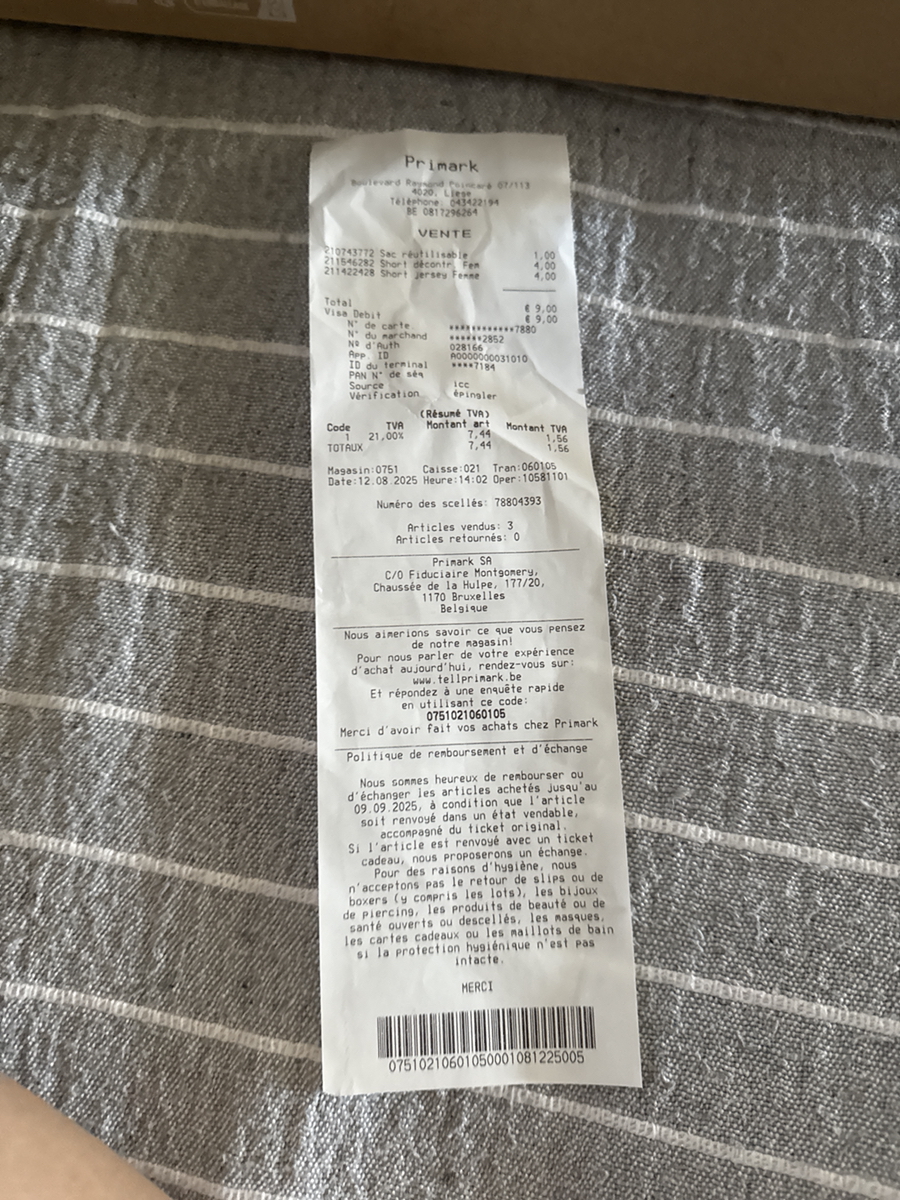 Primark
Boulevard Raymond Poincaré 07/113
4020, Liege
Téléphone: 043422194
BE 0817296264
VENTE
210743772 Sac réutilisable 1,00
211546282 Short décontr. Fem 4,00
211422428 Short jersey Femme 4,00
Total € 9,00
Visa Debit € 9,00
N° de carte ************7880
N° du marchand ******2852
Nº d'Auth 028166
App. ID A0000000031010
ID du terminal ****7184
PAN N° de séq
Source icc
Vérification épingler
(Résumé TVA)
Code TVA Montant art Montant TVA
1 21,00% 7,44 1,56
TOTAUX 7,44 1,56
Magasin:0751 Caisse:021 Tran:060105
Date:12.08.2025 Heure:14:02 Oper:10581101
Numéro des scellés: 78804393
Articles vendus: 3
Articles retournés: 0
Primark SA
C/O Fiduciaire Montgomery,
Chaussée de la Hulpe, 177/20,
1170 Bruxelles
Belgique
Nous aimerions savoir ce que vous pensez
de notre magasin!
Pour nous parler de votre expérience
d'achat aujourd'hui, rendez-vous sur:
www.tellprimark.be
Et répondez à une enquête rapide
en utilisant ce code:
0751021060105
Merci d'avoir fait vos achats chez Primark
Politique de remboursement et d'échange
Nous sommes heureux de rembourser ou
d'échanger les articles achetés jusqu'au
09.09.2025, à condition que l'article
soit renvoyé dans un état vendable,
accompagné du ticket original.
Si l'article est renvoyé avec un ticket
cadeau, nous proposerons un échange.
Pour des raisons d'hygiène, nous
n'acceptons pas le retour de slips ou de
boxers (y compris les lots), les bijoux
de piercing, les produits de beauté ou de
santé ouverts ou descellés, les masques,
les cartes cadeaux ou les maillots de bain
si la protection hygiénique n'est pas
intacte.
MERCI
07510210601050001081225005